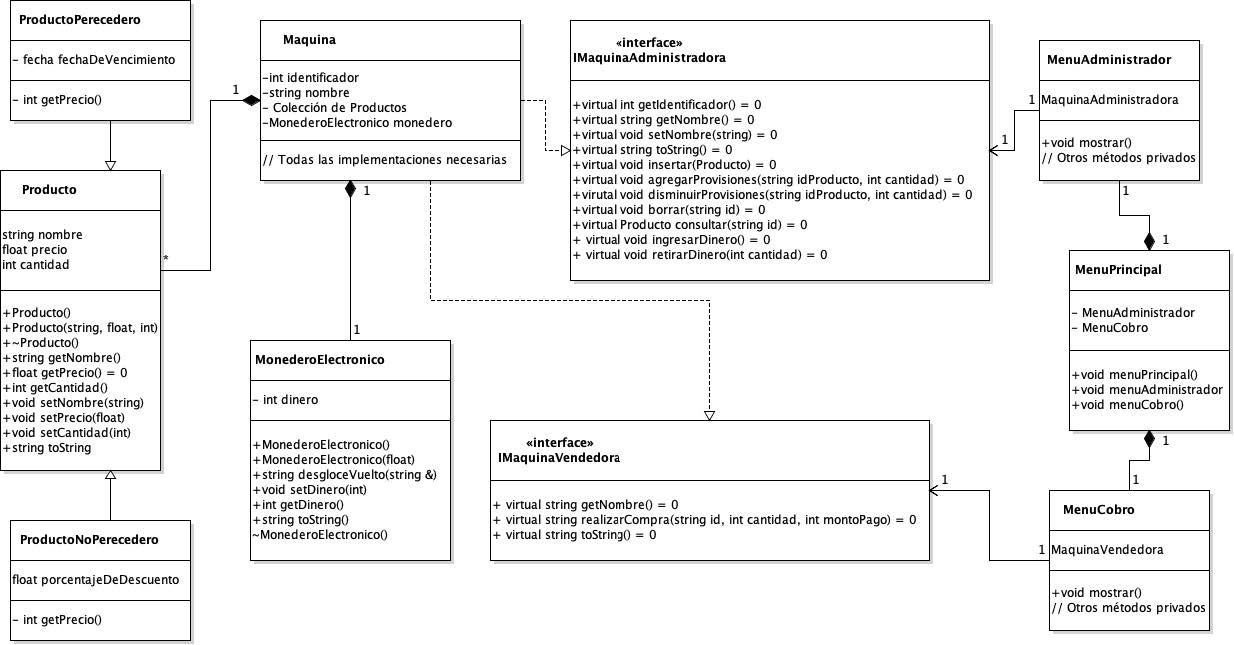 ProductoPerecedero
- fecha fechaDeVencimiento
- int getPrecio()
Producto
string nombre
float precio
int cantidad
+Producto()
+Producto(string, float, int)
+~Producto()
+string getNombre()
+float getPrecio() = 0
+int getCantidad()
+void setNombre(string)
+void setPrecio(float)
+void setCantidad(int)
+string toString
ProductoNoPerecedero
float porcentajeDeDescuento
- int getPrecio()
1
*
Maquina
-int identificador
-string nombre
- Colección de Productos
-MonederoElectronico monedero
// Todas las implementaciones necesarias
1
1
MonederoElectronico
- int dinero
+MonederoElectronico()
+MonederoElectronico(float)
+string desgloceVuelto(string &)
+void setDinero(int)
+int getDinero()
+string toString()
~MonederoElectronico()
«interface»
IMaquinaAdministradora
+virtual int getIdentificador() = 0
+virtual string getNombre() = 0
+virtual void setNombre(string) = 0
+virtual string toString() = 0
+virtual void insertar(Producto) = 0
+virtual void agregarProvisiones(string idProducto, int cantidad) = 0
+virutal void disminuirProvisiones(string idProducto, int cantidad) = 0
+virtual void borrar(string id) = 0
+virtual Producto consultar(string id) = 0
+ virtual void ingresarDinero() = 0
+ virtual void retirarDinero(int cantidad) = 0
«interface»
IMaquinaVendedora
+ virtual string getNombre() = 0
+ virtual string realizarCompra(string id, int cantidad, int montoPago) = 0
+ virtual string toString() = 0
1
1
MenuAdministrador
MaquinaAdministradora
+void mostrar()
// Otros métodos privados
1
1
MenuPrincipal
- MenuAdministrador
- MenuCobro
+void menuPrincipal()
+void menuAdministrador
+void menuCobro()
1
1
1
1
MenuCobro
MaquinaVendedora
+void mostrar()
// Otros métodos privados